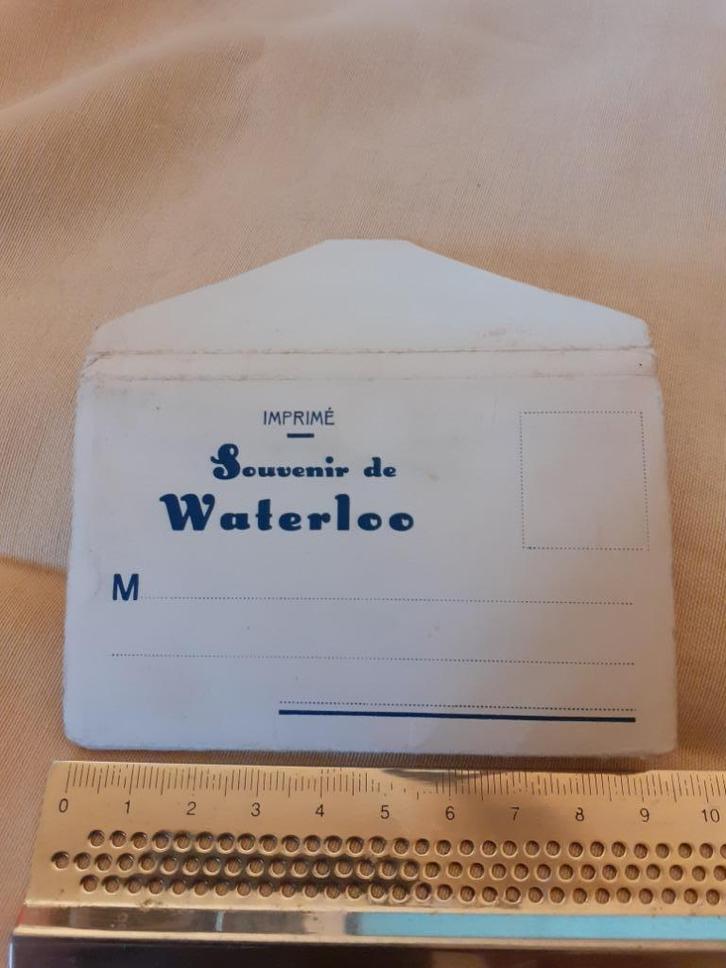 IMPRIMÉ
Souvenir de
Waterloo
M
0 1 2 3 4 5 6 7 8 9 10